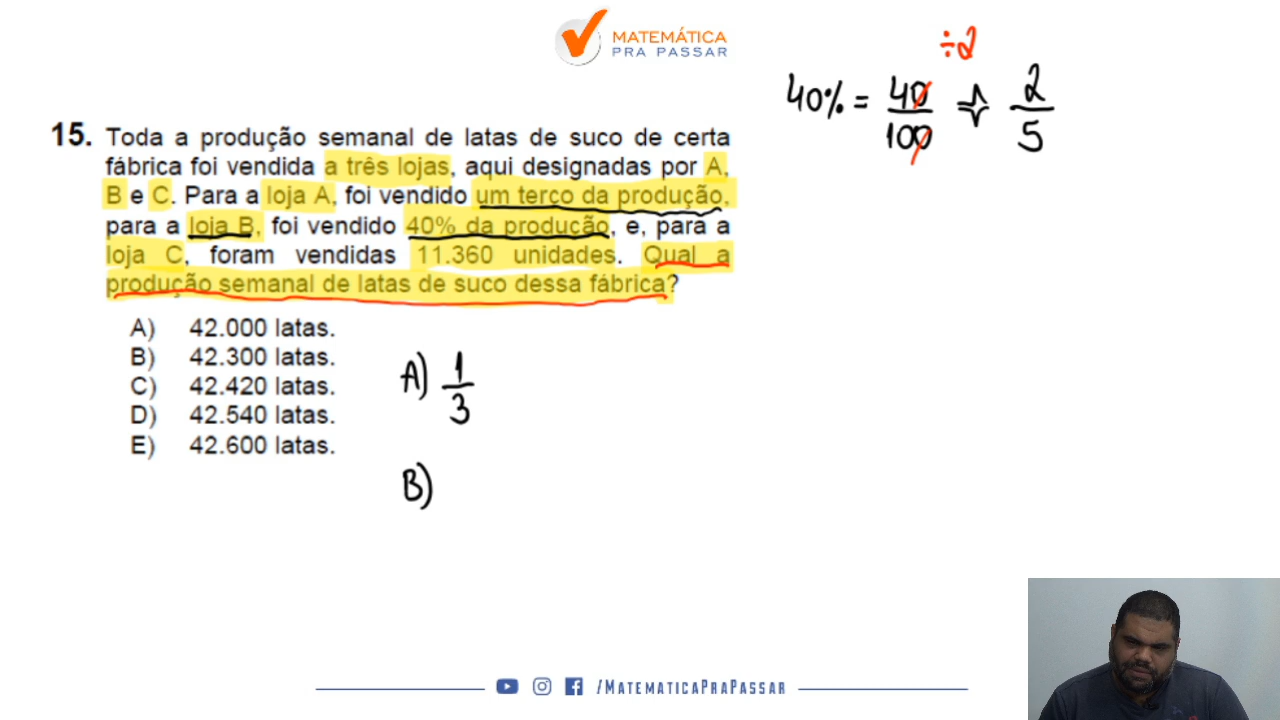 MATEMÁTICA
PRA PASSAR
÷2
40% = 40/100 ÷ 2/5
15. Toda a produção semanal de latas de suco de certa
fábrica foi vendida a três lojas, aqui designadas por A,
B e C. Para a loja A, foi vendido um terço da produção,
para a loja B, foi vendido 40% da produção, e, para a
loja C, foram vendidas 11.360 unidades. Qual a
produção semanal de latas de suco dessa fábrica?
A) 42.000 latas.
B) 42.300 latas.
C) 42.420 latas.
D) 42.540 latas.
E) 42.600 latas.
A) 1/3
B)
/MATEMATICAPRAPASSAR